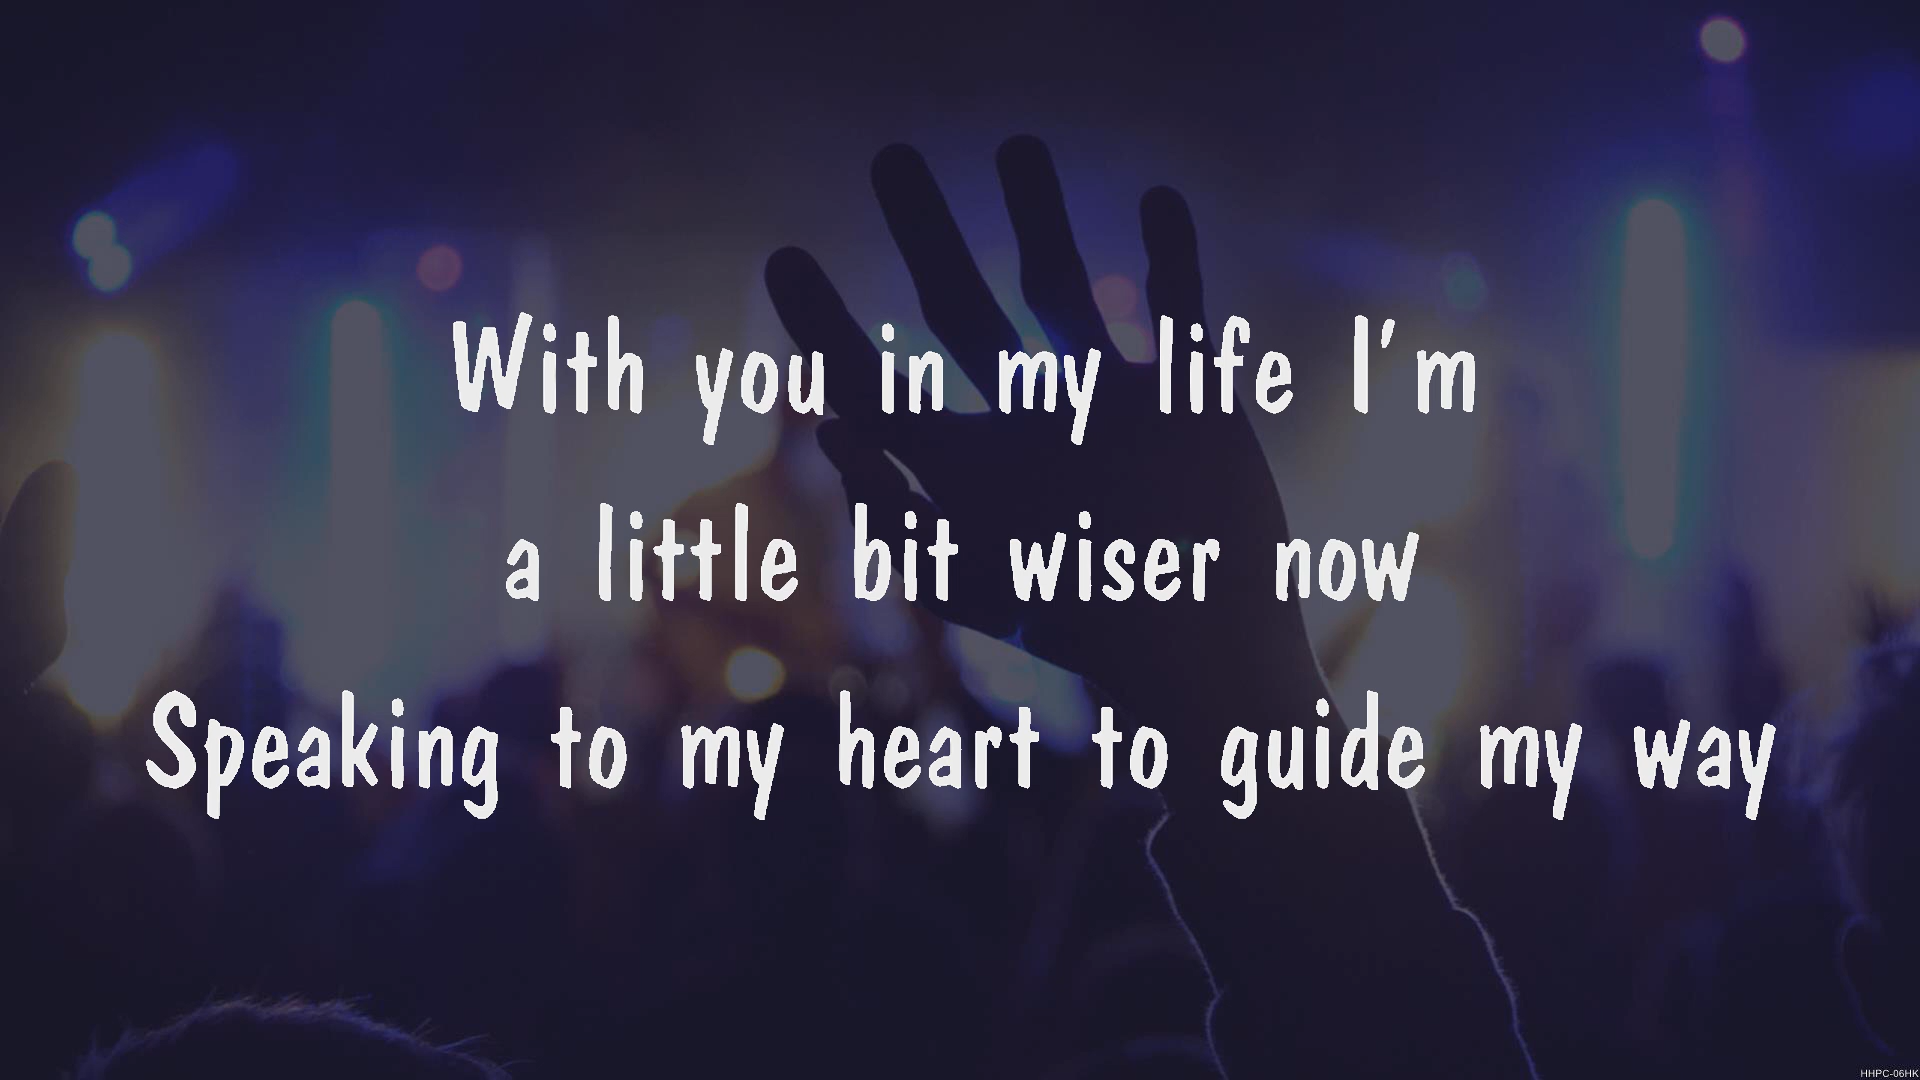 With you in my life I'm
a little bit wiser now
Speaking to my heart to guide my way
HHPC-06HK